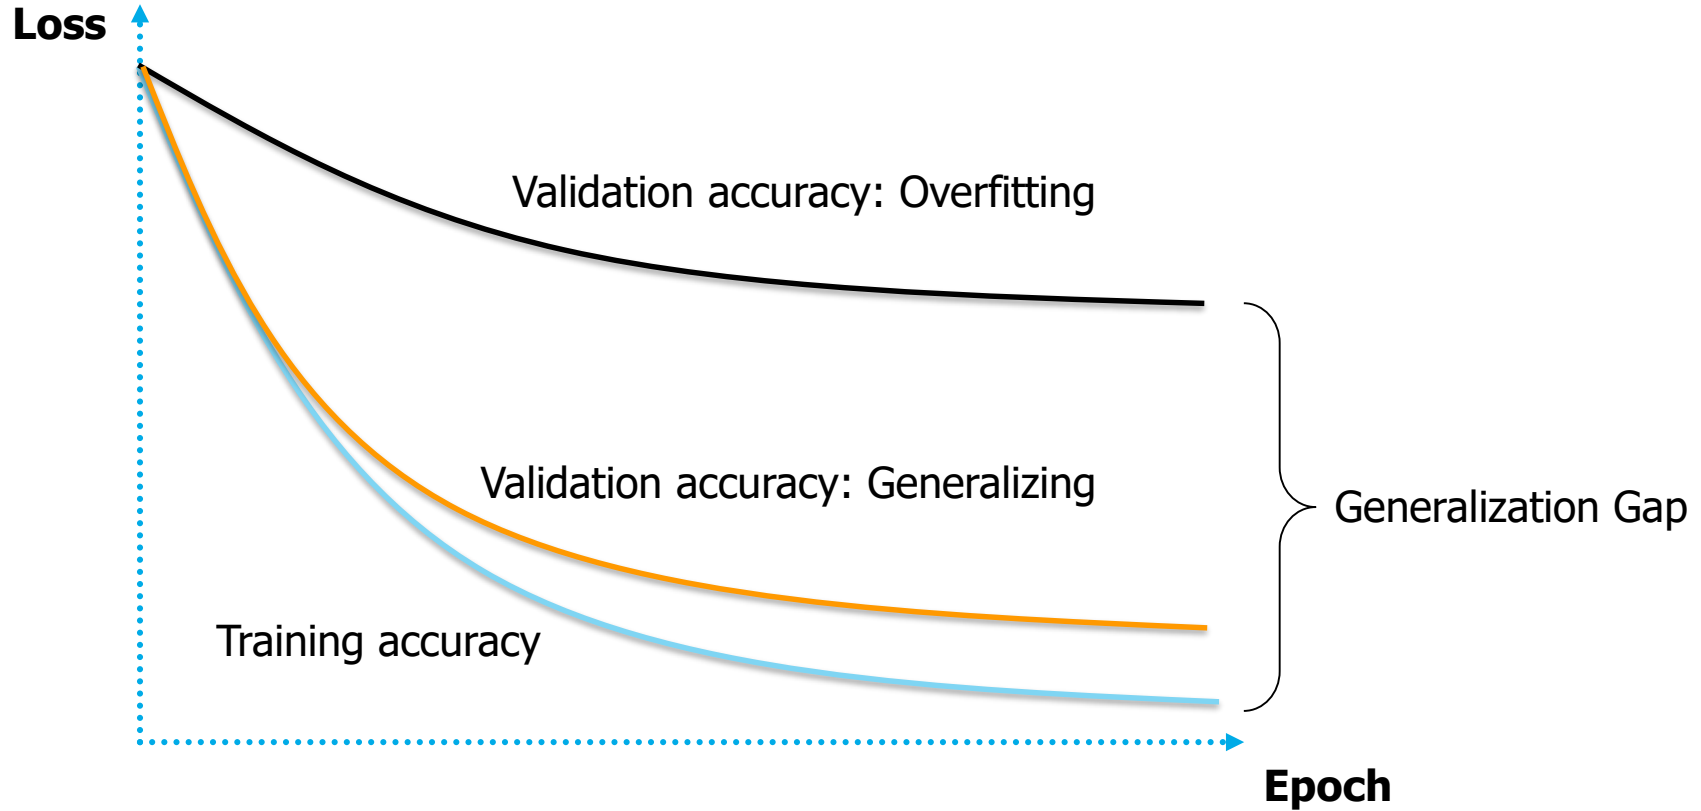 Loss
Validation accuracy: Overfitting
Validation accuracy: Generalizing
Generalization Gap
Training accuracy
Epoch